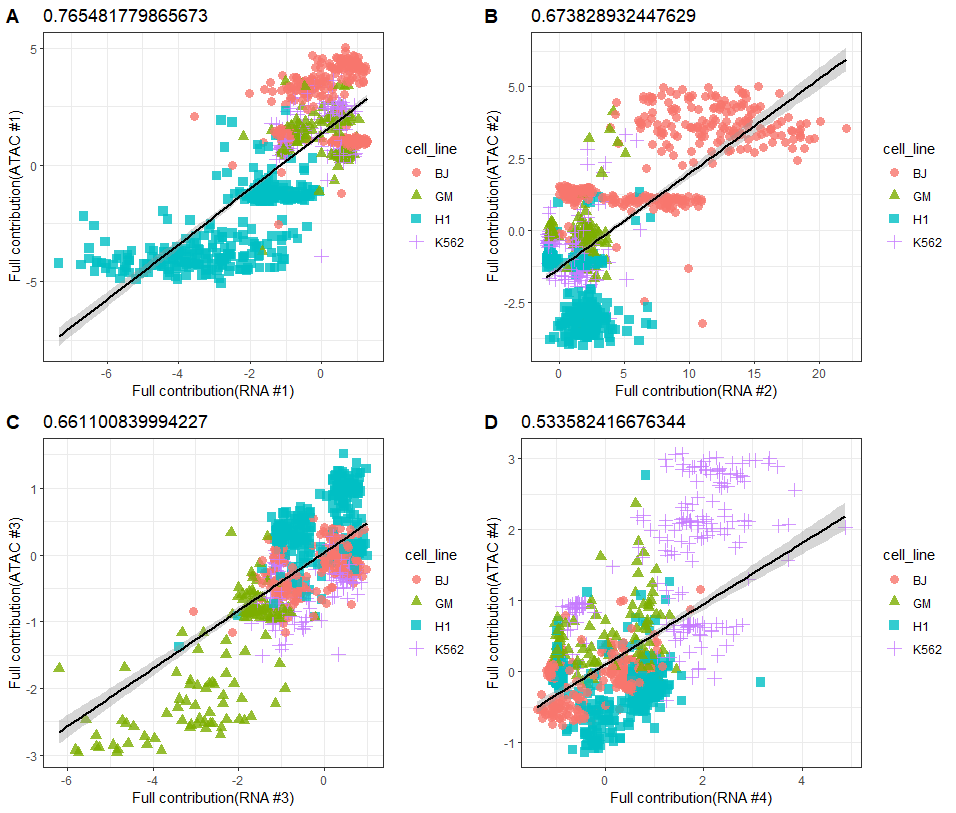 A 0.765481779865673
5
0
-5
-6 -4 -2 0
Full contribution(RNA #1)
Full contribution(ATAC #1)
cell_line
BJ
GM
H1
K562
B 0.673828932447629
5.0
2.5
0.0
-2.5
0 5 10 15 20
Full contribution(RNA #2)
Full contribution(ATAC #2)
cell_line
BJ
GM
H1
K562
C 0.661100839994227
1
0
-1
-2
-3
-6 -4 -2 0
Full contribution(RNA #3)
Full contribution(ATAC #3)
cell_line
BJ
GM
H1
K562
D 0.533582416676344
3
2
1
0
-1
0 2 4
Full contribution(RNA #4)
Full contribution(ATAC #4)
cell_line
BJ
GM
H1
K562